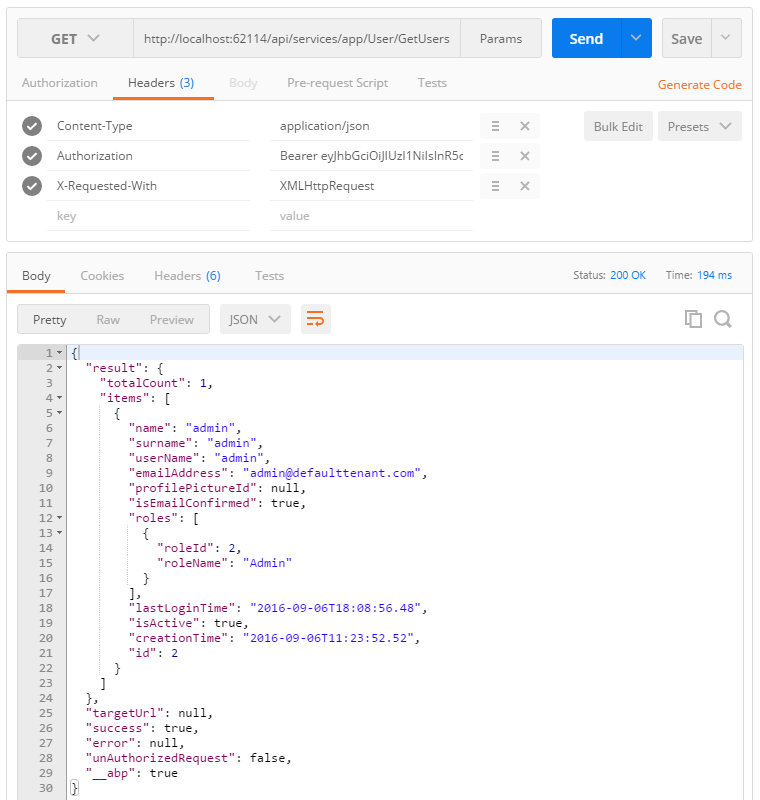 GET http://localhost:62114/api/services/app/User/GetUsers Params Send Save
Authorization Headers (3) Body Pre-request Script Tests Generate Code
Content-Type application/json Bulk Edit Presets
Authorization Bearer eyJhbGciOiJIUzI1NiIsInR5c
X-Requested-With XMLHttpRequest
key value
Body Cookies Headers (6) Tests Status: 200 OK Time: 194 ms
Pretty Raw Preview JSON
1 {
2 "result": {
3 "totalCount": 1,
4 "items": [
5 {
6 "name": "admin",
7 "surname": "admin",
8 "userName": "admin",
9 "emailAddress": "admin@defaulttenant.com",
10 "profilePictureId": null,
11 "isEmailConfirmed": true,
12 "roles": [
13 {
14 "roleId": 2,
15 "roleName": "Admin"
16 }
17 ],
18 "lastLoginTime": "2016-09-06T18:08:56.48",
19 "isActive": true,
20 "creationTime": "2016-09-06T11:23:52.52",
21 "id": 2
22 }
23 ]
24 },
25 "targetUrl": null,
26 "success": true,
27 "error": null,
28 "unAuthorizedRequest": false,
29 "__abp": true
30 }